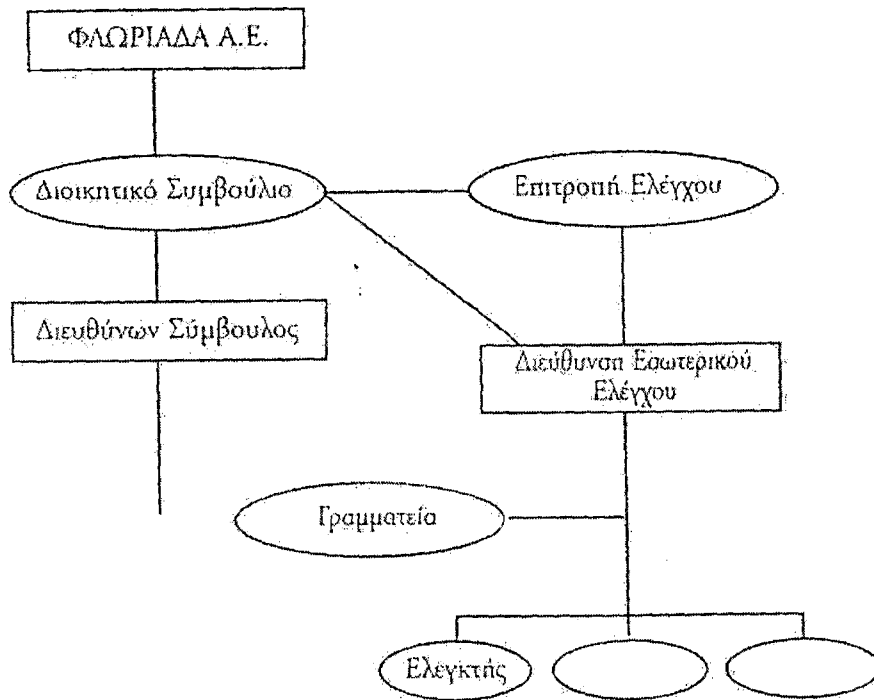 ΦΛΩΡΙΑΔΑ Α.Ε.
Διοικητικό Συμβούλιο
Επιτροπή Ελέγχου
Διευθύνων Σύμβουλος
Διεύθυνση Εσωτερικού
Ελέγχου
Γραμματεία
Ελεγκτής